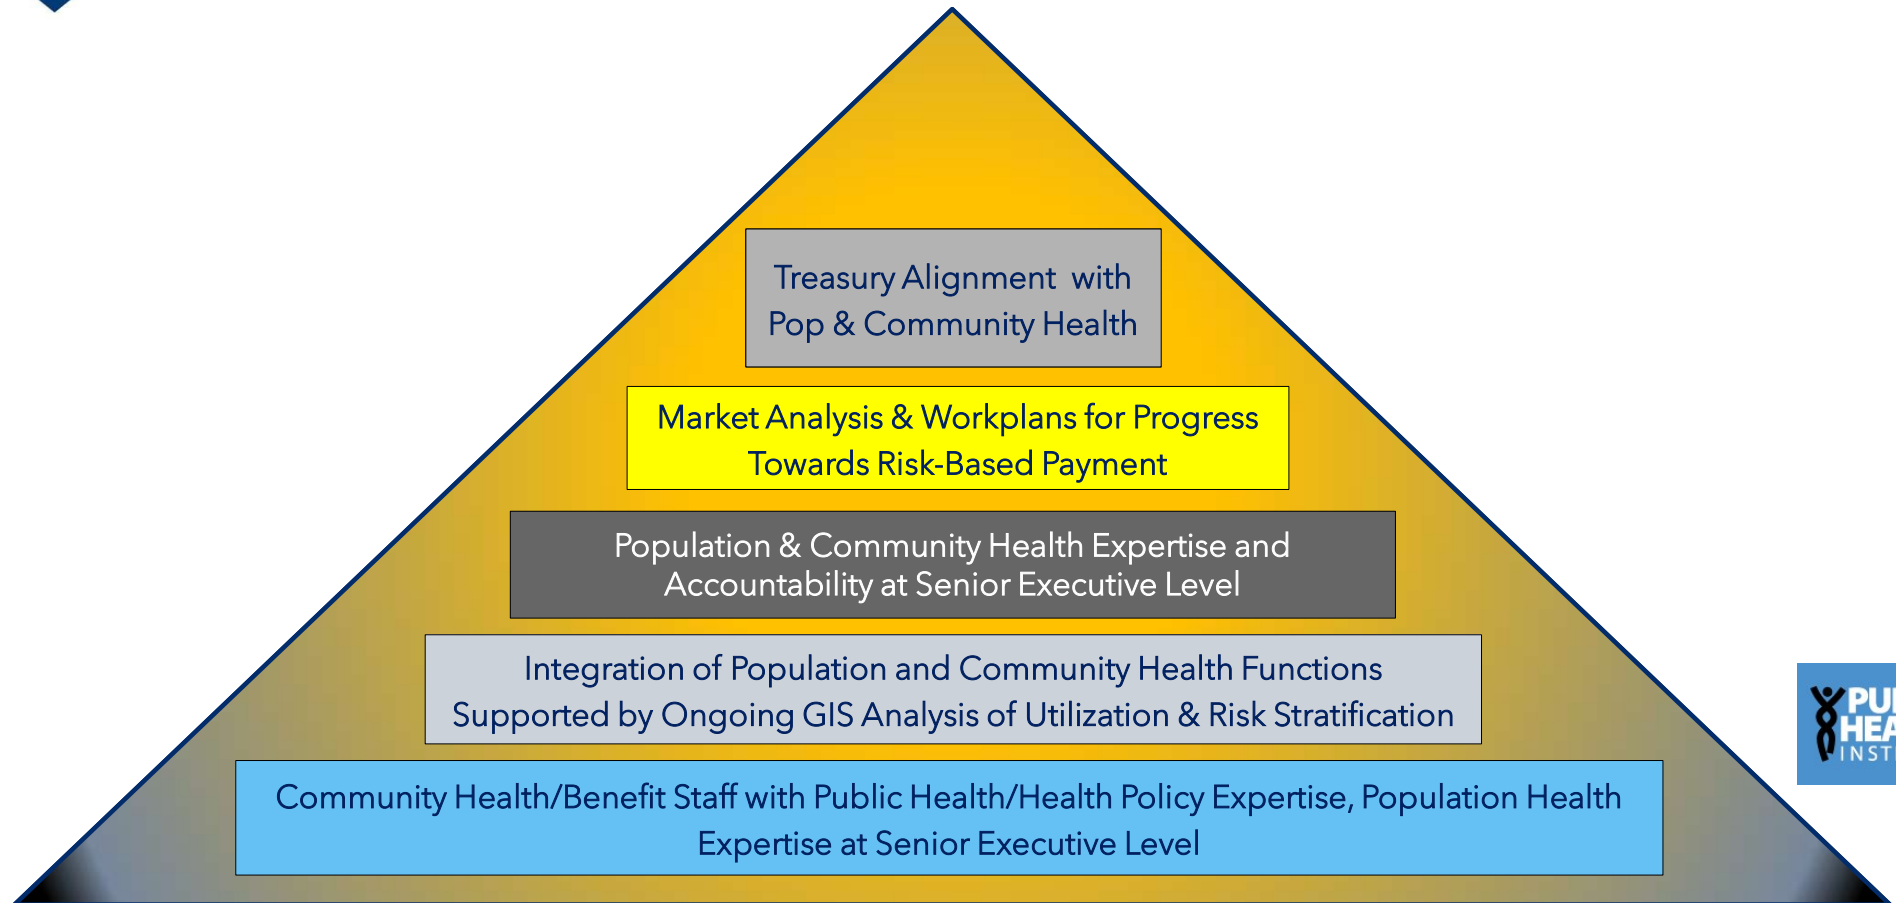 Treasury Alignment with
Pop & Community Health
Market Analysis & Workplans for Progress
Towards Risk-Based Payment
Population & Community Health Expertise and
Accountability at Senior Executive Level
Integration of Population and Community Health Functions
Supported by Ongoing GIS Analysis of Utilization & Risk Stratification
Community Health/Benefit Staff with Public Health/Health Policy Expertise, Population Health
Expertise at Senior Executive Level